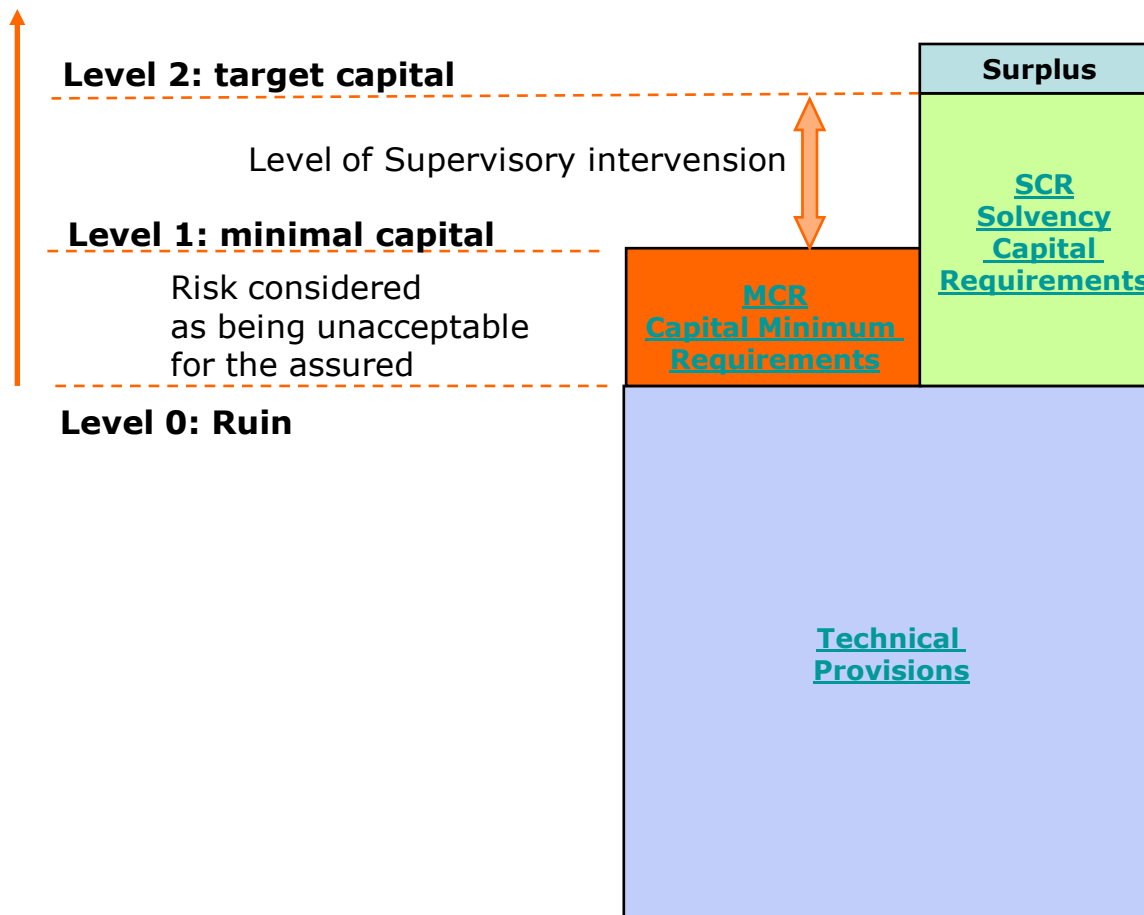 Level 2: target capital
Surplus
Level of Supervisory intervension
SCR
Solvency
Capital
Requirements
Level 1: minimal capital
Risk considered
as being unacceptable
for the assured
MCR
Capital Minimum
Requirements
Level 0: Ruin
Technical
Provisions